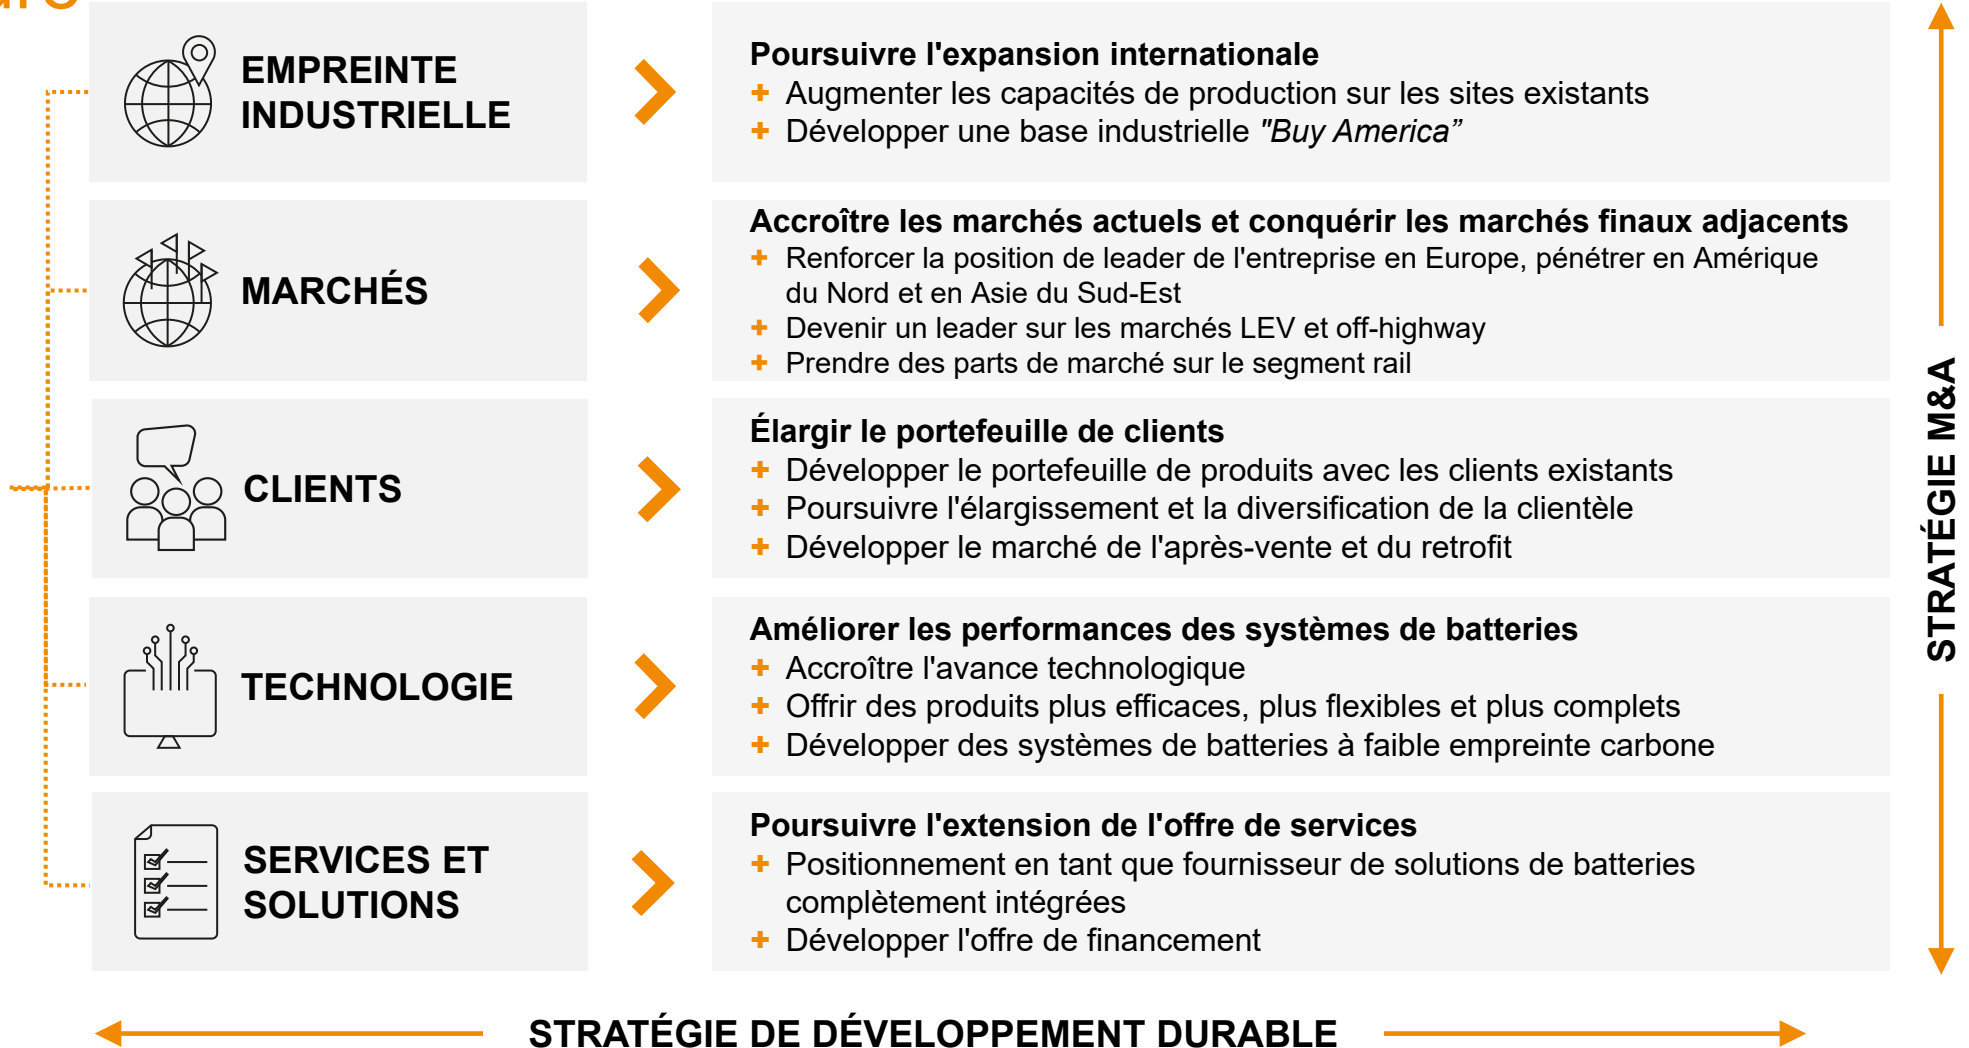 EMPREINTE
INDUSTRIELLE
Poursuivre l'expansion internationale
+ Augmenter les capacités de production sur les sites existants
+ Développer une base industrielle "Buy America”
MARCHÉS
Accroître les marchés actuels et conquérir les marchés finaux adjacents
+ Renforcer la position de leader de l'entreprise en Europe, pénétrer en Amérique
du Nord et en Asie du Sud-Est
+ Devenir un leader sur les marchés LEV et off-highway
+ Prendre des parts de marché sur le segment rail
CLIENTS
Élargir le portefeuille de clients
+ Développer le portefeuille de produits avec les clients existants
+ Poursuivre l'élargissement et la diversification de la clientèle
+ Développer le marché de l'après-vente et du retrofit
TECHNOLOGIE
Améliorer les performances des systèmes de batteries
+ Accroître l'avance technologique
+ Offrir des produits plus efficaces, plus flexibles et plus complets
+ Développer des systèmes de batteries à faible empreinte carbone
SERVICES ET
SOLUTIONS
Poursuivre l'extension de l'offre de services
+ Positionnement en tant que fournisseur de solutions de batteries
complètement intégrées
+ Développer l'offre de financement
STRATÉGIE M&A
STRATÉGIE DE DÉVELOPPEMENT DURABLE